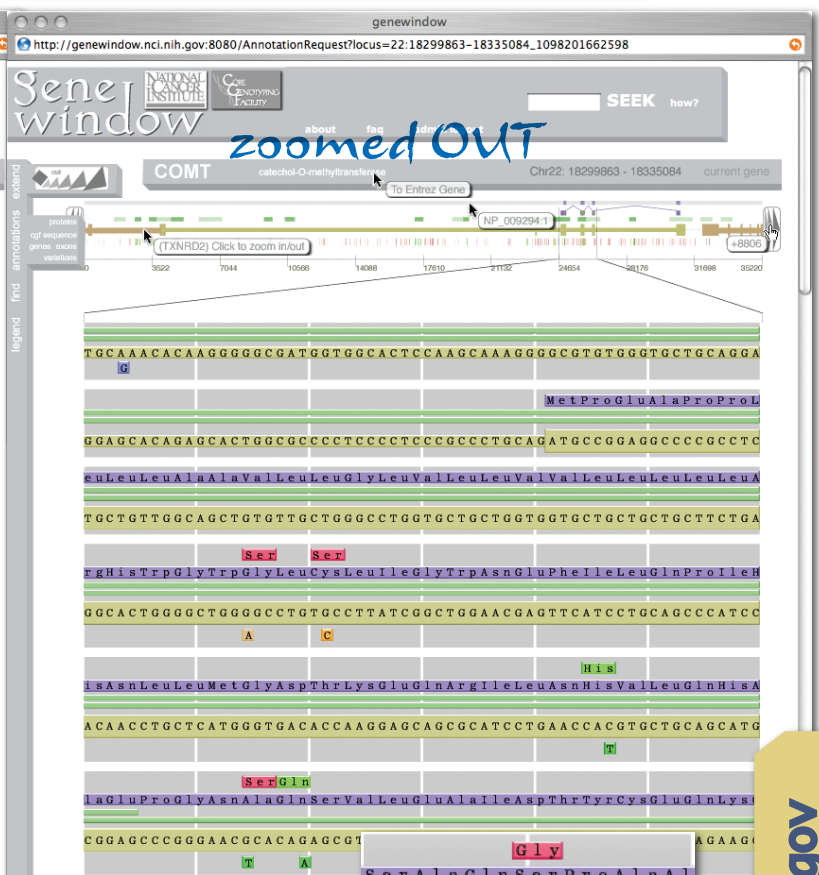 genewindow
http://genewindow.nci.nih.gov:8080/AnnotationRequest?locus=22:18299863-18335084_1098201662598
Gene
window
NATIONAL
CANCER
INSTITUTE
CORE
GENOTYPING
FACILITY
SEEK how?
about faq
zoomed OUT
out
COMT catechol-O-methyltransferase Chr22: 18299863 - 18335084 current gene
To Entrez Gene
NP_009294.1
(TXNRD2) Click to zoom in/out
+8806
proteins
cgf sequence
genes exons
variations
extend
annotations
find
legend
0 3522 7044 10566 14088 17610 21132 24654 28176 31698 35220
TGCAAACACAAGGGGGCGATGGTGGCACTCCAAGCAAAGGGGCGTGTGGGTGCTGCAGGA
G
MetProGluAlaProProL
GGAGCACAGAGCACTGGCGCCCCTCCCCTCCCGCCCTGCAGATGCCGGAGGCCCCGCCTC
euLeuLeuAlaAlaValLeuLeuGlyLeuValLeuLeuValValLeuLeuLeuLeuLeuA
TGCTGTTGGCAGCTGTGTTGCTGGGCCTGGTGCTGCTGGTGGTGCTGCTGCTGCTTCTGA
Ser Ser
rgHisTrpGlyTrpGlyLeuCysLeuIleGlyTrpAsnGluPheIleLeuGlnProIleH
GGCACTGGGGCTGGGGCCTGTGCCTTATCGGCTGGAACGAGTTCATCCTGCAGCCCATCC
A C
His
isAsnLeuLeuMetGlyAspThrLysGluGlnArgIleLeuAsnHisValLeuGlnHisA
ACAACCTGCTCATGGGTGACACCAAGGAGCAGCGCATCCTGAACCACGTGCTGCAGCATG
T
SerGln
laGluProGlyAsnAlaGlnSerValLeuGluAlaIleAspThrTyrCysGluGlnLys
CGGAGCCCGGGAACGCACAGAGCGT AGAAG
T A
Gly
SerAlaGlnSerProAlaAl
gov